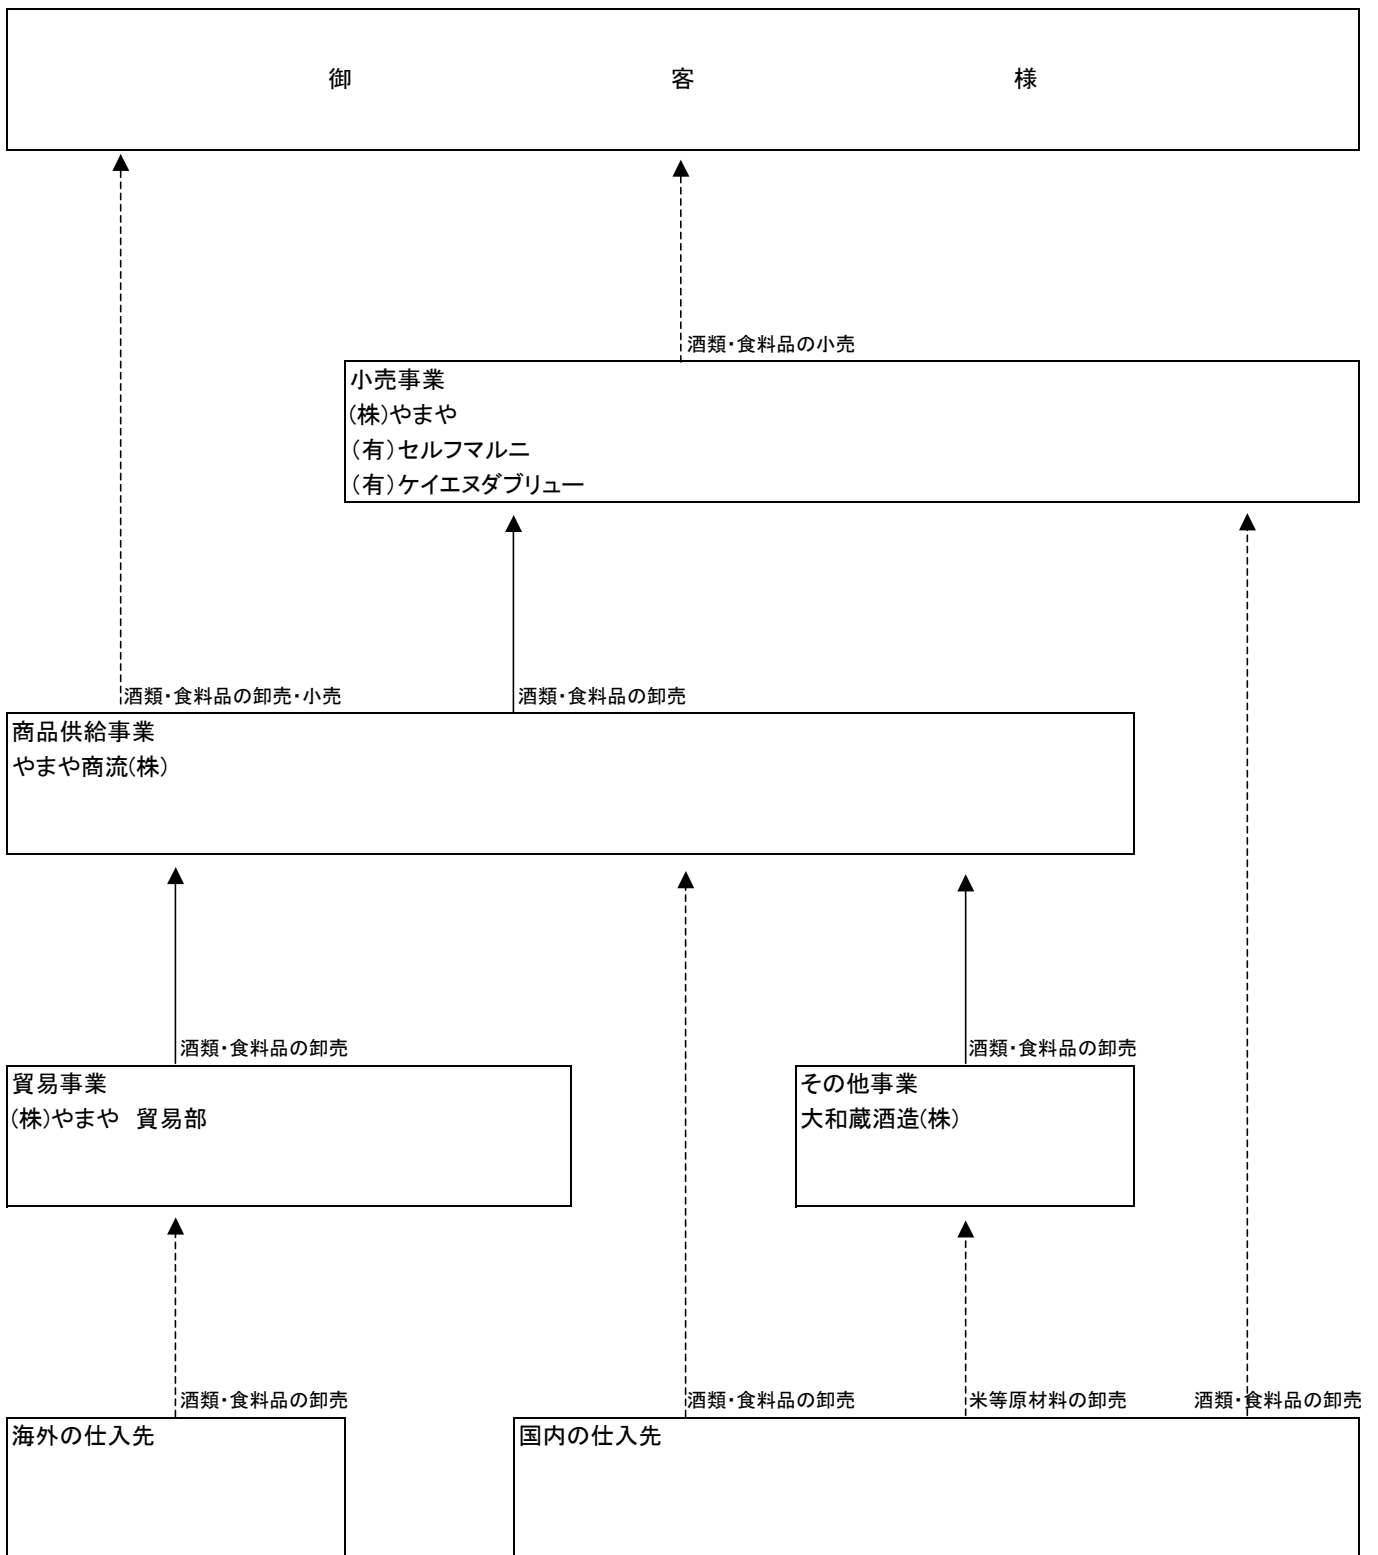 御　客　様
酒類・食料品の小売
小売事業
(株)やまや
(有)セルフマルニ
(有)ケイエヌダブリュー
酒類・食料品の卸売・小売
酒類・食料品の卸売
商品供給事業
やまや商流(株)
酒類・食料品の卸売
酒類・食料品の卸売
貿易事業
(株)やまや　貿易部
その他事業
大和蔵酒造(株)
酒類・食料品の卸売
酒類・食料品の卸売
米等原材料の卸売
酒類・食料品の卸売
海外の仕入先
国内の仕入先